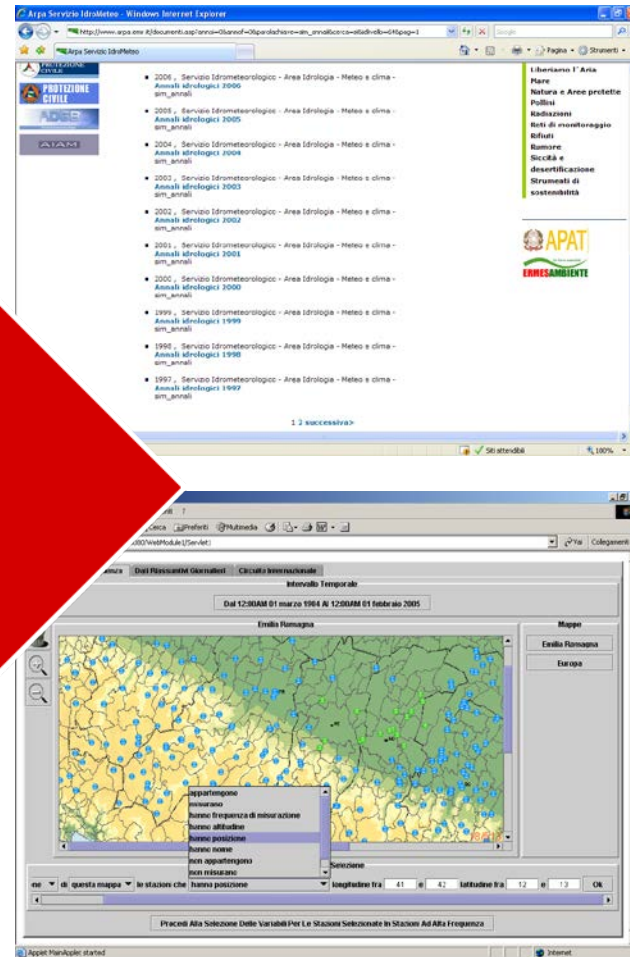 Arpa Servizio IdroMeteo - Windows Internet Explorer
Google
Arpa Servizio IdroMeteo
Pagina
Strumenti
PROTEZIONE
CIVILE
AIAM
2006 , Servizio Idrometeorologico - Area Idrologia - Meteo e clima -
Annali idrologici 2006
sim_annali
2005 , Servizio Idrometeorologico - Area Idrologia - Meteo e clima -
Annali idrologici 2005
sim_annali
2004 , Servizio Idrometeorologico - Area Idrologia - Meteo e clima -
Annali idrologici 2004
sim_annali
2003 , Servizio Idrometeorologico - Area Idrologia - Meteo e clima -
Annali idrologici 2003
sim_annali
2002 , Servizio Idrometeorologico - Area Idrologia - Meteo e clima -
Annali idrologici 2002
sim_annali
2001 , Servizio Idrometeorologico - Area Idrologia - Meteo e clima -
Annali idrologici 2001
sim_annali
2000 , Servizio Idrometeorologico - Area Idrologia - Meteo e clima -
Annali idrologici 2000
sim_annali
1999 , Servizio Idrometeorologico - Area Idrologia - Meteo e clima -
Annali idrologici 1999
sim_annali
1998 , Servizio Idrometeorologico - Area Idrologia - Meteo e clima -
Annali idrologici 1998
sim_annali
1997 , Servizio Idrometeorologico - Area Idrologia - Meteo e clima -
Annali idrologici 1997
sim_annali
1 2 successiva>
Liberiamo l'Aria
Mare
Natura e Aree protette
Pollini
Radiazioni
Reti di monitoraggio
Rifiuti
Rumore
Siccità e
desertificazione
Strumenti di
sostenibilità
APAT
ERMESAMBIENTE
Siti attendibili
100%
Cerca Preferiti Multimedia
/WebModule1/Servlet1
Vai Collegamenti
Dati Riassuntivi Giornalieri Circuito Internazionale
Intervallo Temporale
Dal 12:00AM 01 marzo 1904 Al 12:00AM 01 febbraio 2005
Emilia Romagna
Mappe
Emilia Romagna
Europa
appartengono
misurano
hanno frequenza di misurazione
hanno altitudine
hanno posizione
hanno nome
non appartengono
non misurano
Selezione
di questa mappa le stazioni che hanno posizione longitudine fra 41 e 42 latitudine fra 12 e 13 Ok
Procedi Alla Selezione Delle Variabili Per Le Stazioni Selezionate In Stazioni Ad Alta Frequenza
Applet MainApplet started
Internet